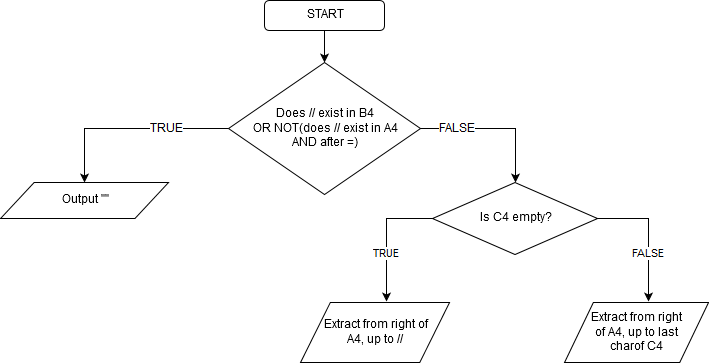 START
Does // exist in B4
OR NOT(does // exist in A4
AND after =)
TRUE
FALSE
Output ""
Is C4 empty?
TRUE
FALSE
Extract from right of
A4, up to //
Extract from right
of A4, up to last
charof C4